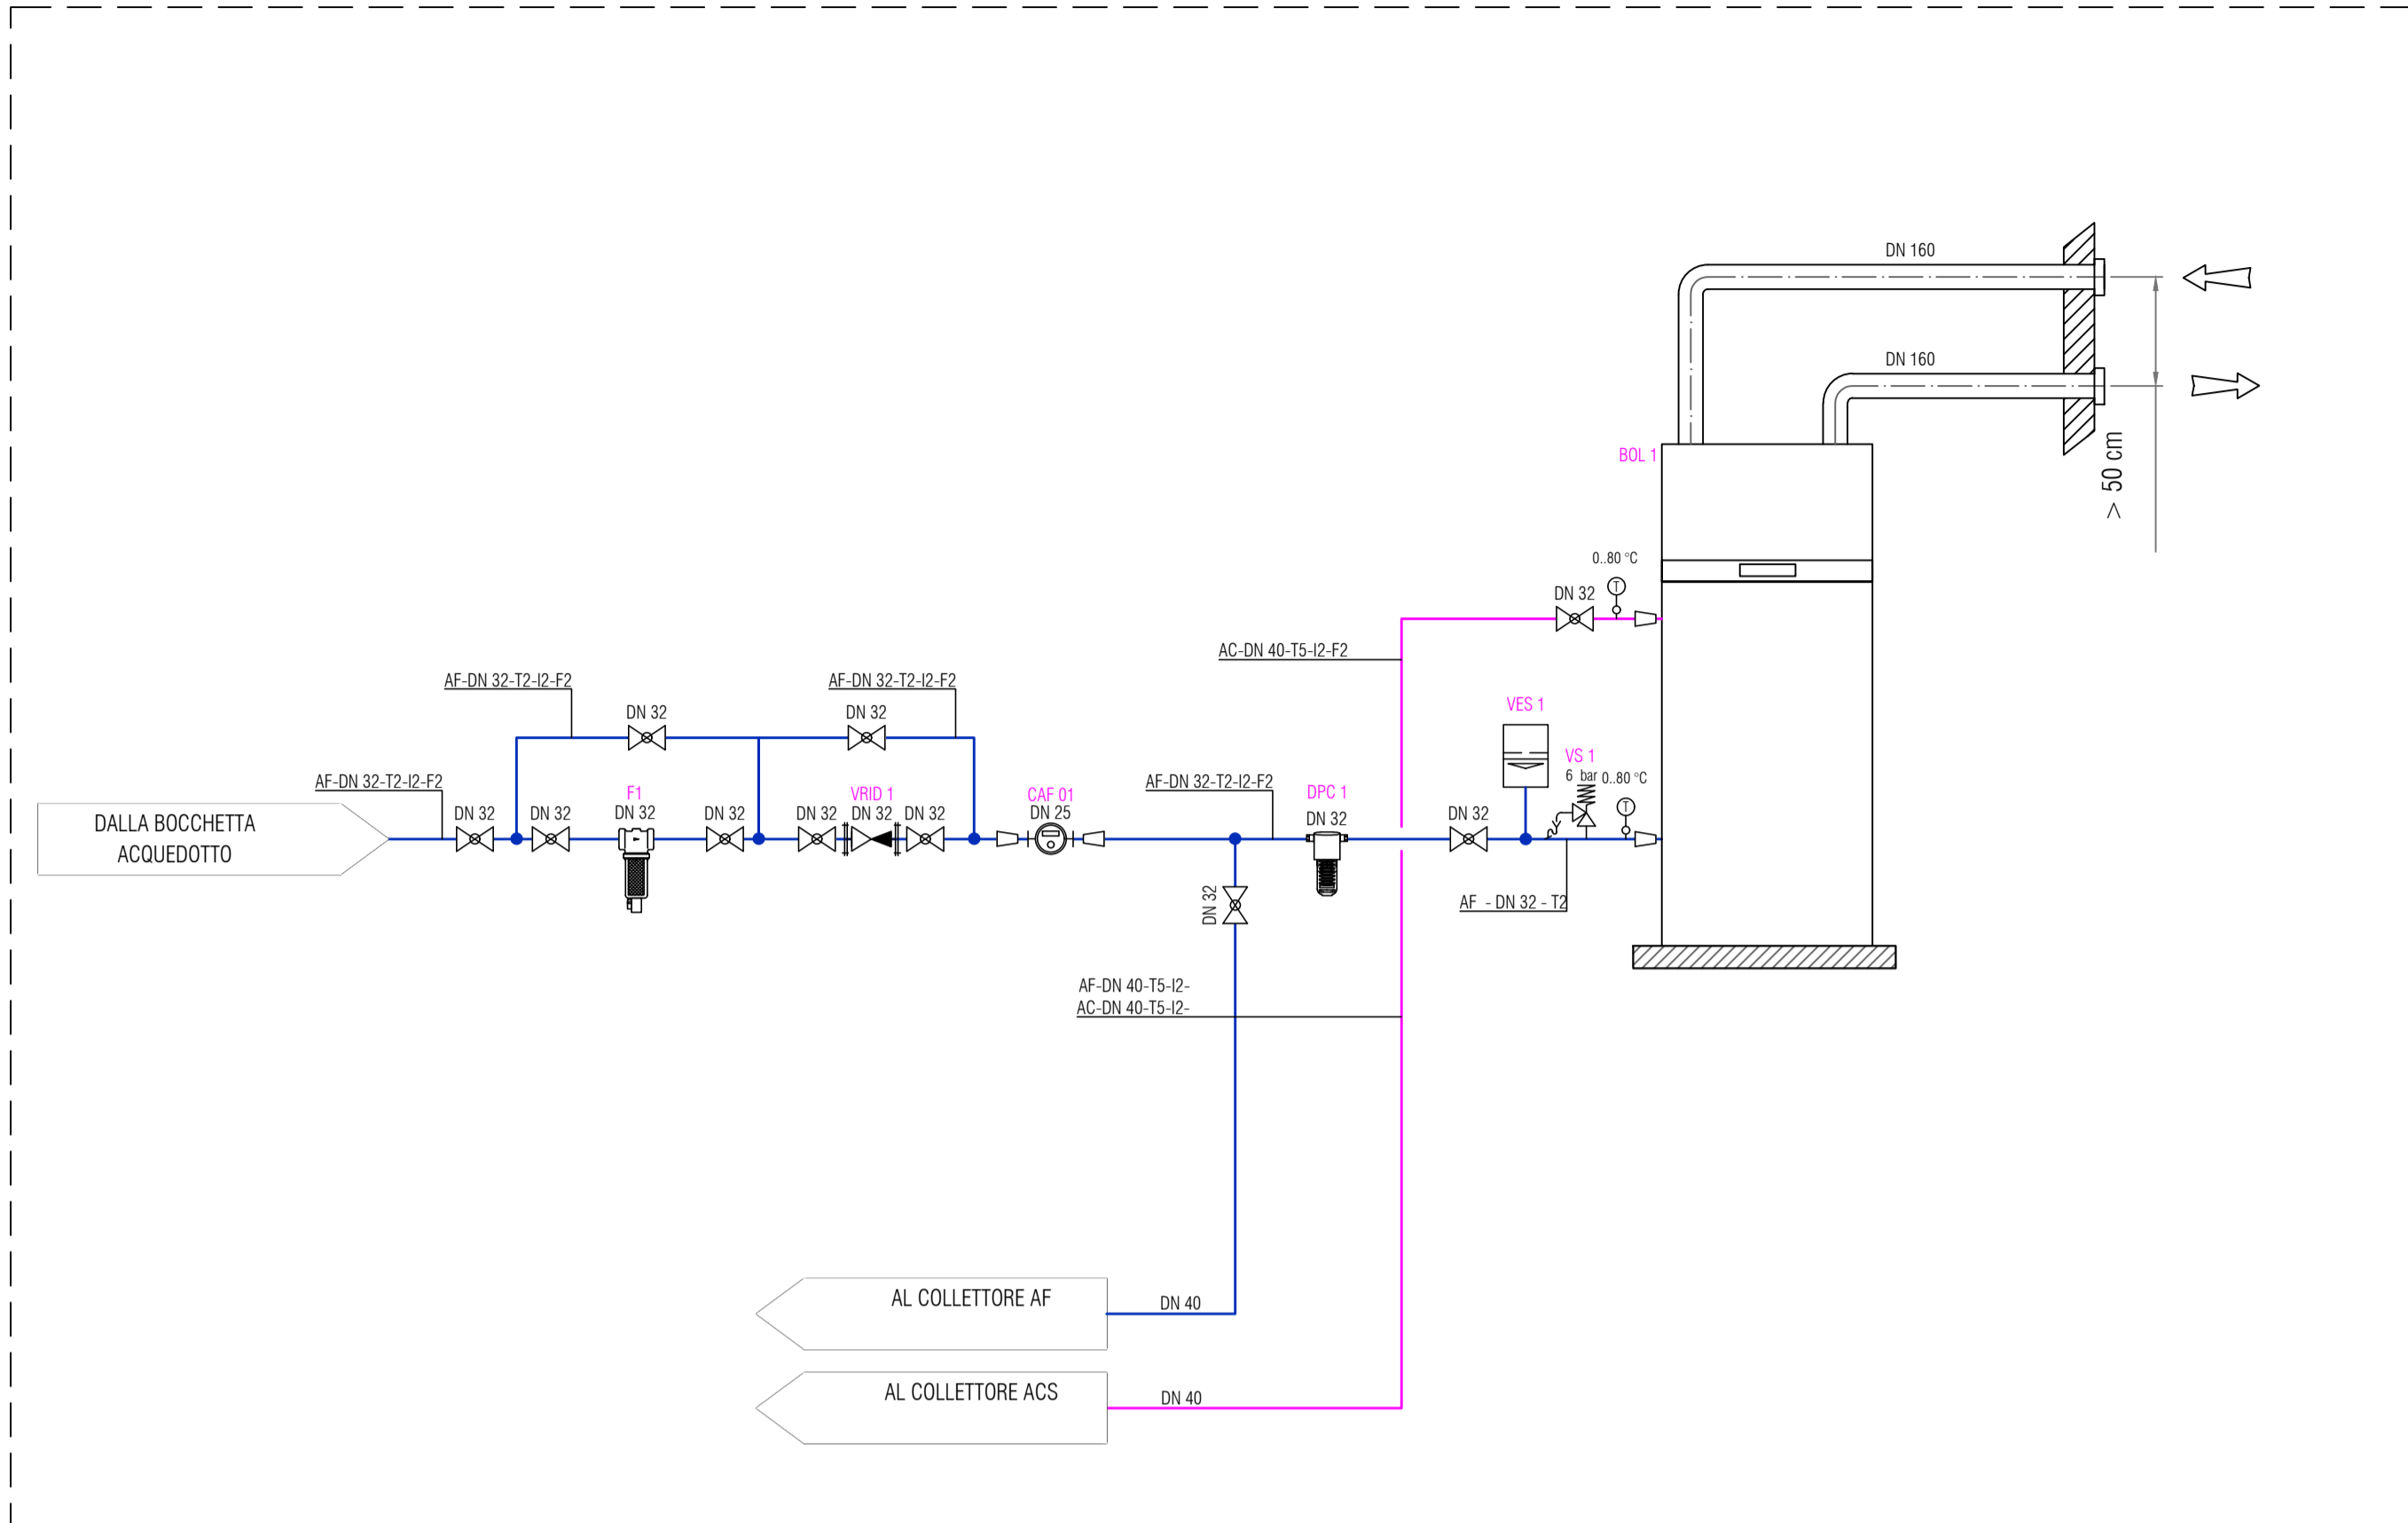 DN 160
DN 160
> 50 cm
BOL 1
0..80 °C
T
DN 32
AC-DN 40-T5-I2-F2
AF-DN 32-T2-I2-F2
AF-DN 32-T2-I2-F2
DN 32
DN 32
VES 1
VS 1
6 bar
0..80 °C
T
AF-DN 32-T2-I2-F2
AF-DN 32-T2-I2-F2
DALLA BOCCHETTA
ACQUEDOTTO
DN 32
DN 32
F1
DN 32
DN 32
DN 32
VRID 1
DN 32
DN 32
CAF 01
DN 25
DPC 1
DN 32
DN 32
DN 32
AF - DN 32 - T2
AF-DN 40-T5-I2-
AC-DN 40-T5-I2-
AL COLLETTORE AF
DN 40
AL COLLETTORE ACS
DN 40